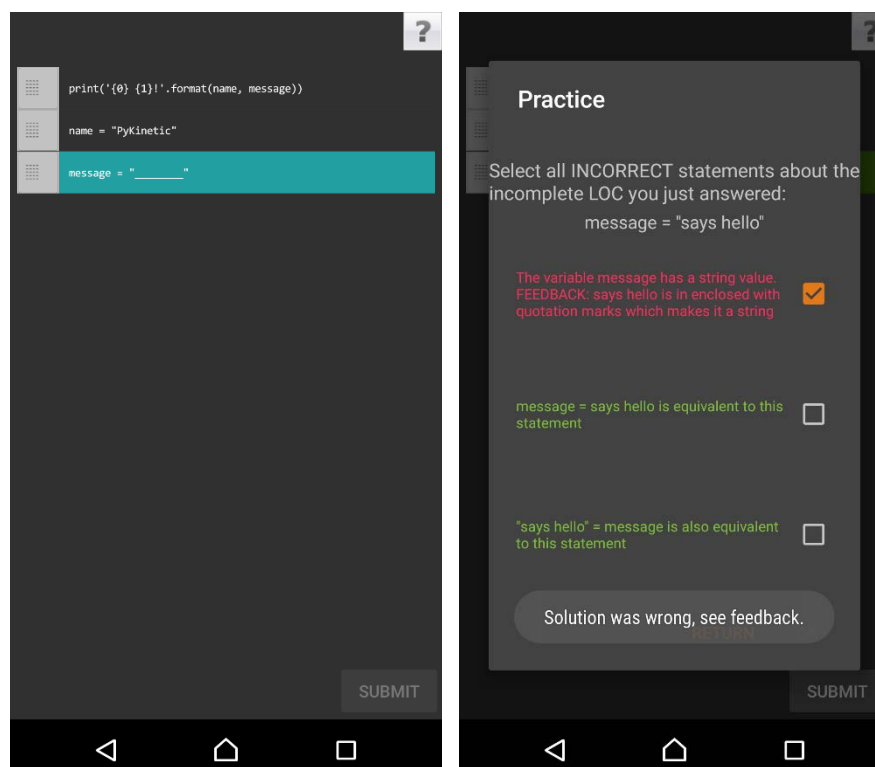 ?
print('{0} {1}!'.format(name, message))
name = "PyKinetic"
message = "________"
SUBMIT
?
Practice
Select all INCORRECT statements about the
incomplete LOC you just answered:
message = "says hello"
The variable message has a string value.
FEEDBACK: says hello is in enclosed with
quotation marks which makes it a string
message = says hello is equivalent to this
statement
"says hello" = message is also equivalent
to this statement
Solution was wrong, see feedback.
RETURN
SUBMIT